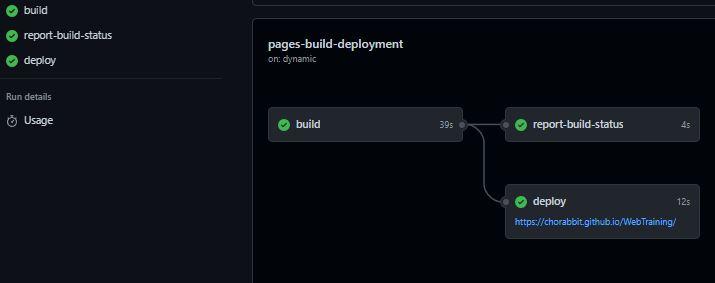 build
report-build-status
deploy
Run details
Usage
pages-build-deployment
on: dynamic
build 39s
report-build-status 4s
deploy 12s
https://chorabbit.github.io/WebTraining/